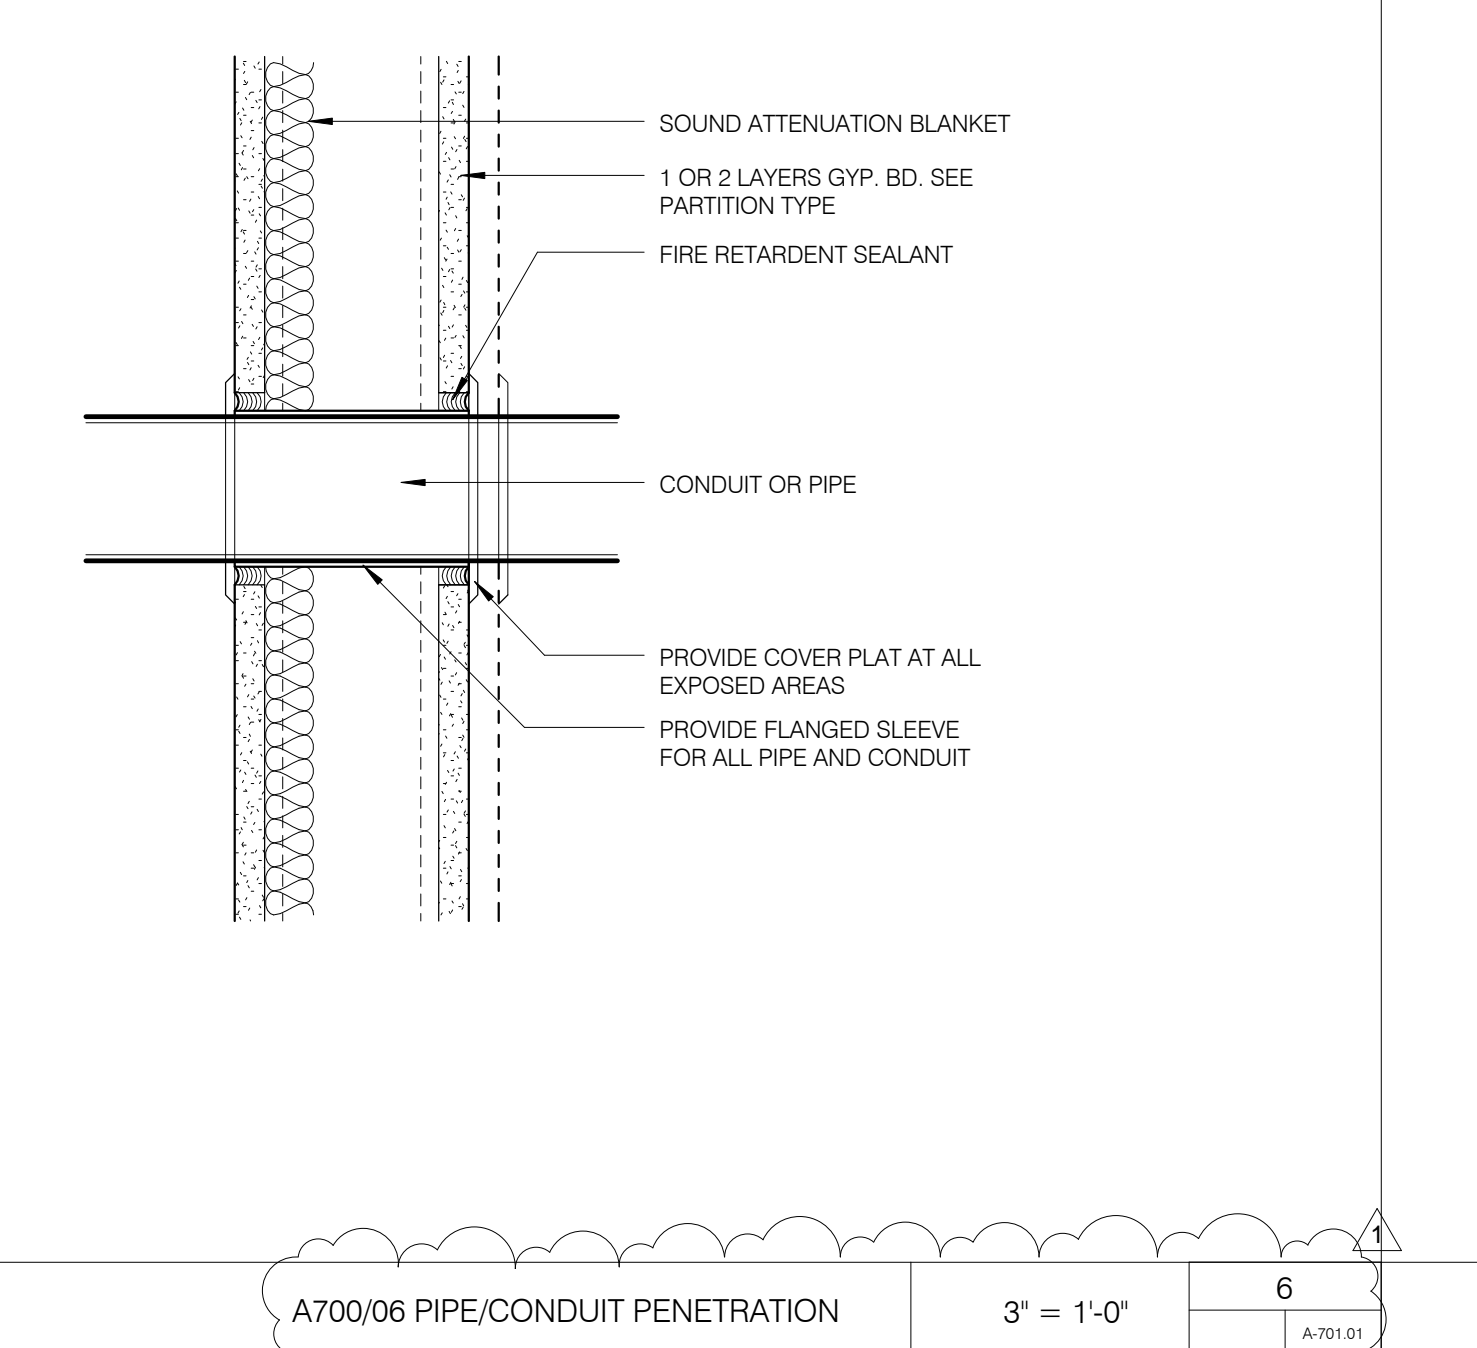 SOUND ATTENUATION BLANKET
1 OR 2 LAYERS GYP. BD. SEE
PARTITION TYPE
FIRE RETARDENT SEALANT
CONDUIT OR PIPE
PROVIDE COVER PLAT AT ALL
EXPOSED AREAS
PROVIDE FLANGED SLEEVE
FOR ALL PIPE AND CONDUIT
1
A700/06 PIPE/CONDUIT PENETRATION
3" = 1'-0"
6
A-701.01